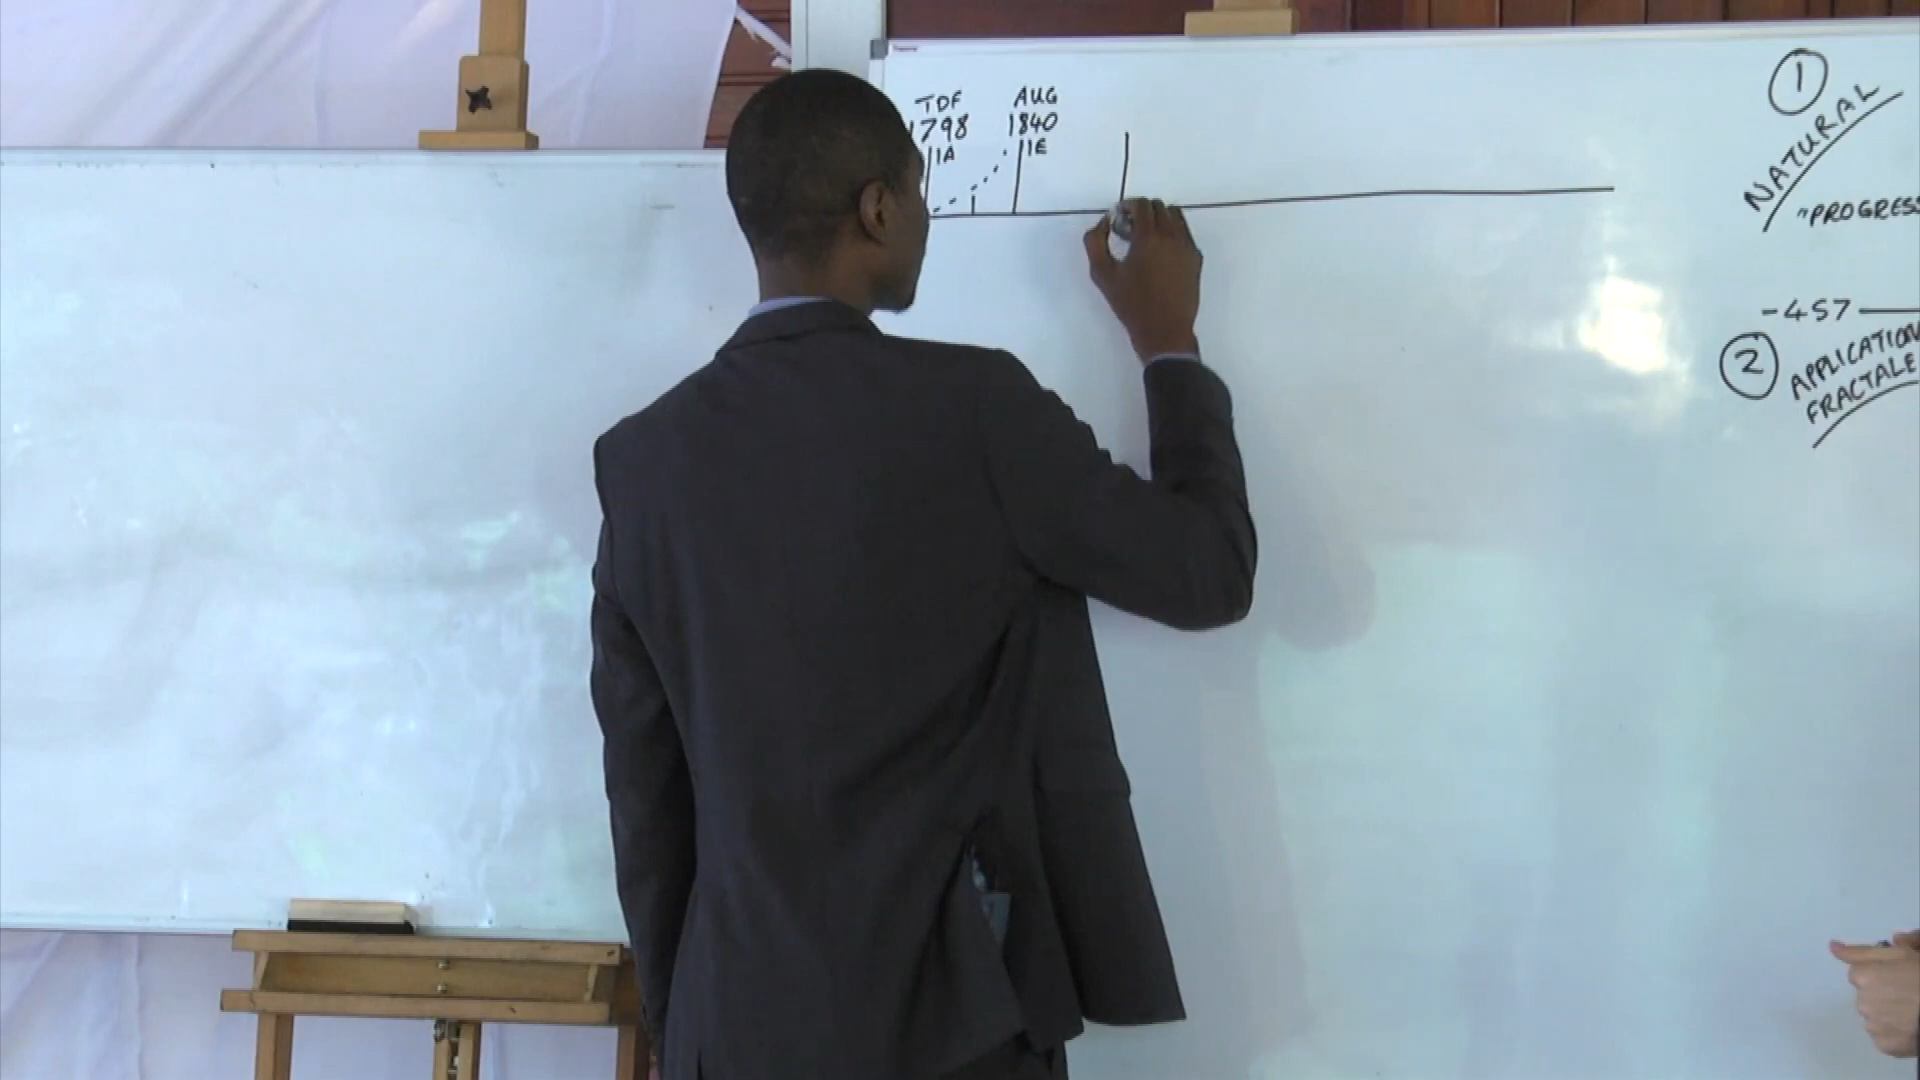 TDF
1798
1A
AUG
1840
1E
1
NATURAL
"PROGRESS
-457
2
APPLICATION
FRACTALE